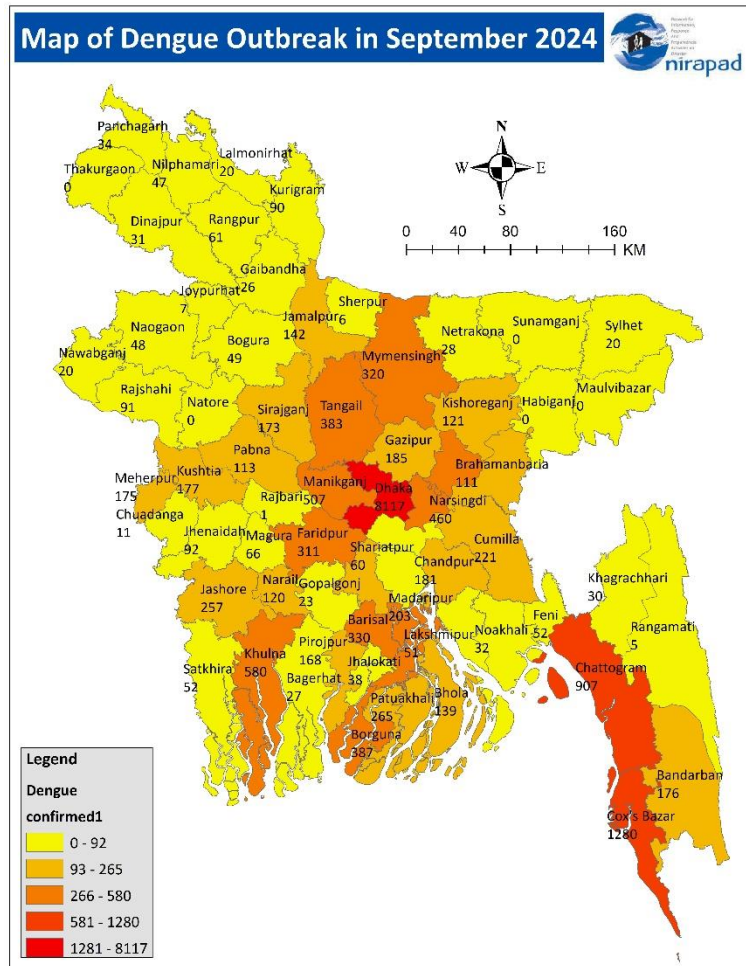 Map of Dengue Outbreak in September 2024
nirapad
N
W
E
S
0 40 80 160
KM
Panchagarh
34
Thakurgaon
0
Nilphamari
47
Lalmonirhat
20
Kurigram
90
Dinajpur
31
Rangpur
61
Gaibandha
26
Joypurhat
7
Jamalpur
142
Sherpur
6
Naogaon
48
Bogura
49
Nawabganj
20
Mymensingh
320
Netrakona
28
Sunamganj
0
Sylhet
20
Rajshahi
91
Natore
0
Sirajganj
173
Tangail
383
Kishoreganj
121
Habiganj
0
Maulvibazar
0
Gazipur
185
Pabna
113
Kushtia
177
Meherpur
175
Chuadanga
11
Manikganj
507
Dhaka
8117
Brahamanbaria
111
Narsingdi
460
Rajbari
1
Jhenaidah
92
Magura
66
Faridpur
311
Shariatpur
60
Cumilla
221
Chandpur
181
Jashore
257
Narail
120
Gopalgonj
23
Madaripur
203
Khagrachhari
30
Feni
52
Rangamati
5
Barisal
330
Lakshmipur
51
Noakhali
32
Chattogram
907
Satkhira
52
Khulna
580
Pirojpur
168
Bagerhat
27
Jhalokati
38
Patuakhali
265
Bhola
139
Borguna
387
Bandarban
176
Cox's Bazar
1280
Legend
Dengue
confirmed1
0 - 92
93 - 265
266 - 580
581 - 1280
1281 - 8117